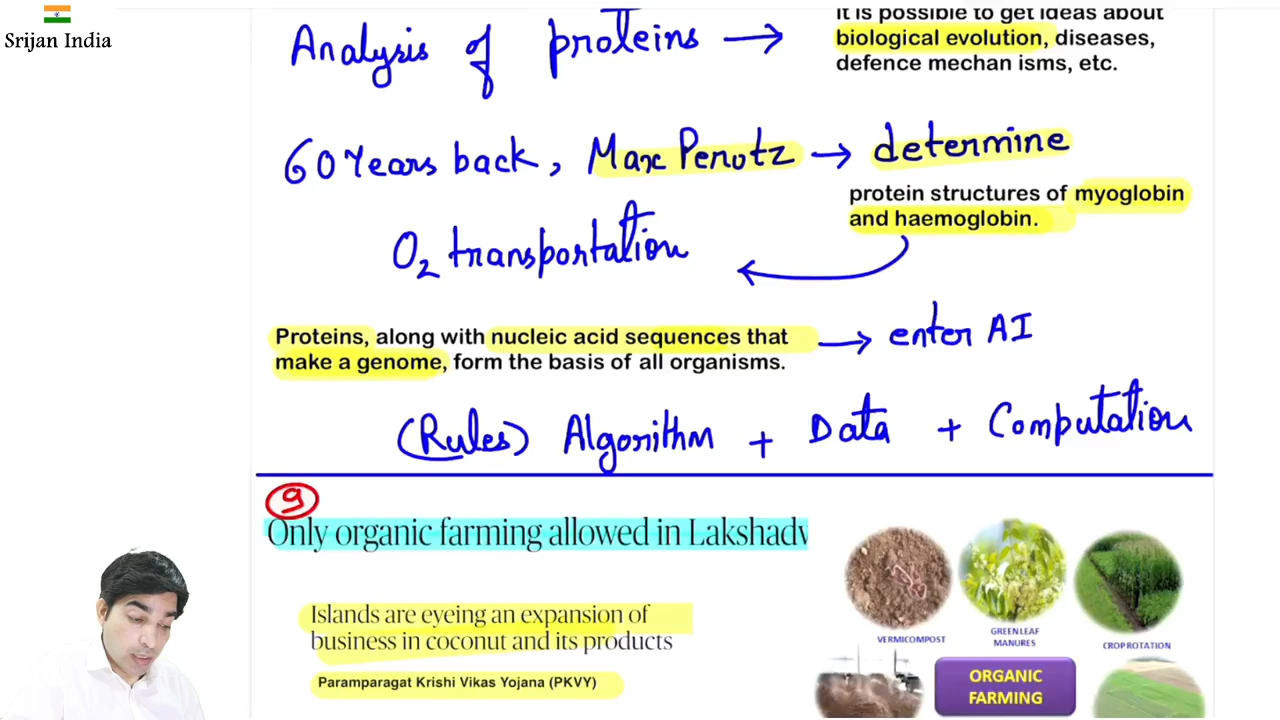 Srijan India
Analysis of proteins →
It is possible to get ideas about
biological evolution, diseases,
defence mechan isms, etc.
60 Years back, Max Perutz → determine
protein structures of myoglobin
and haemoglobin.
O2 transportation
Proteins, along with nucleic acid sequences that
make a genome, form the basis of all organisms.
→ enter AI
(Rules) Algorithm + Data + Computation
9
Only organic farming allowed in Lakshadv
Islands are eyeing an expansion of
business in coconut and its products
Paramparagat Krishi Vikas Yojana (PKVY)
VERMICOMPOST
GREEN LEAF
MANURES
CROP ROTATION
ORGANIC
FARMING